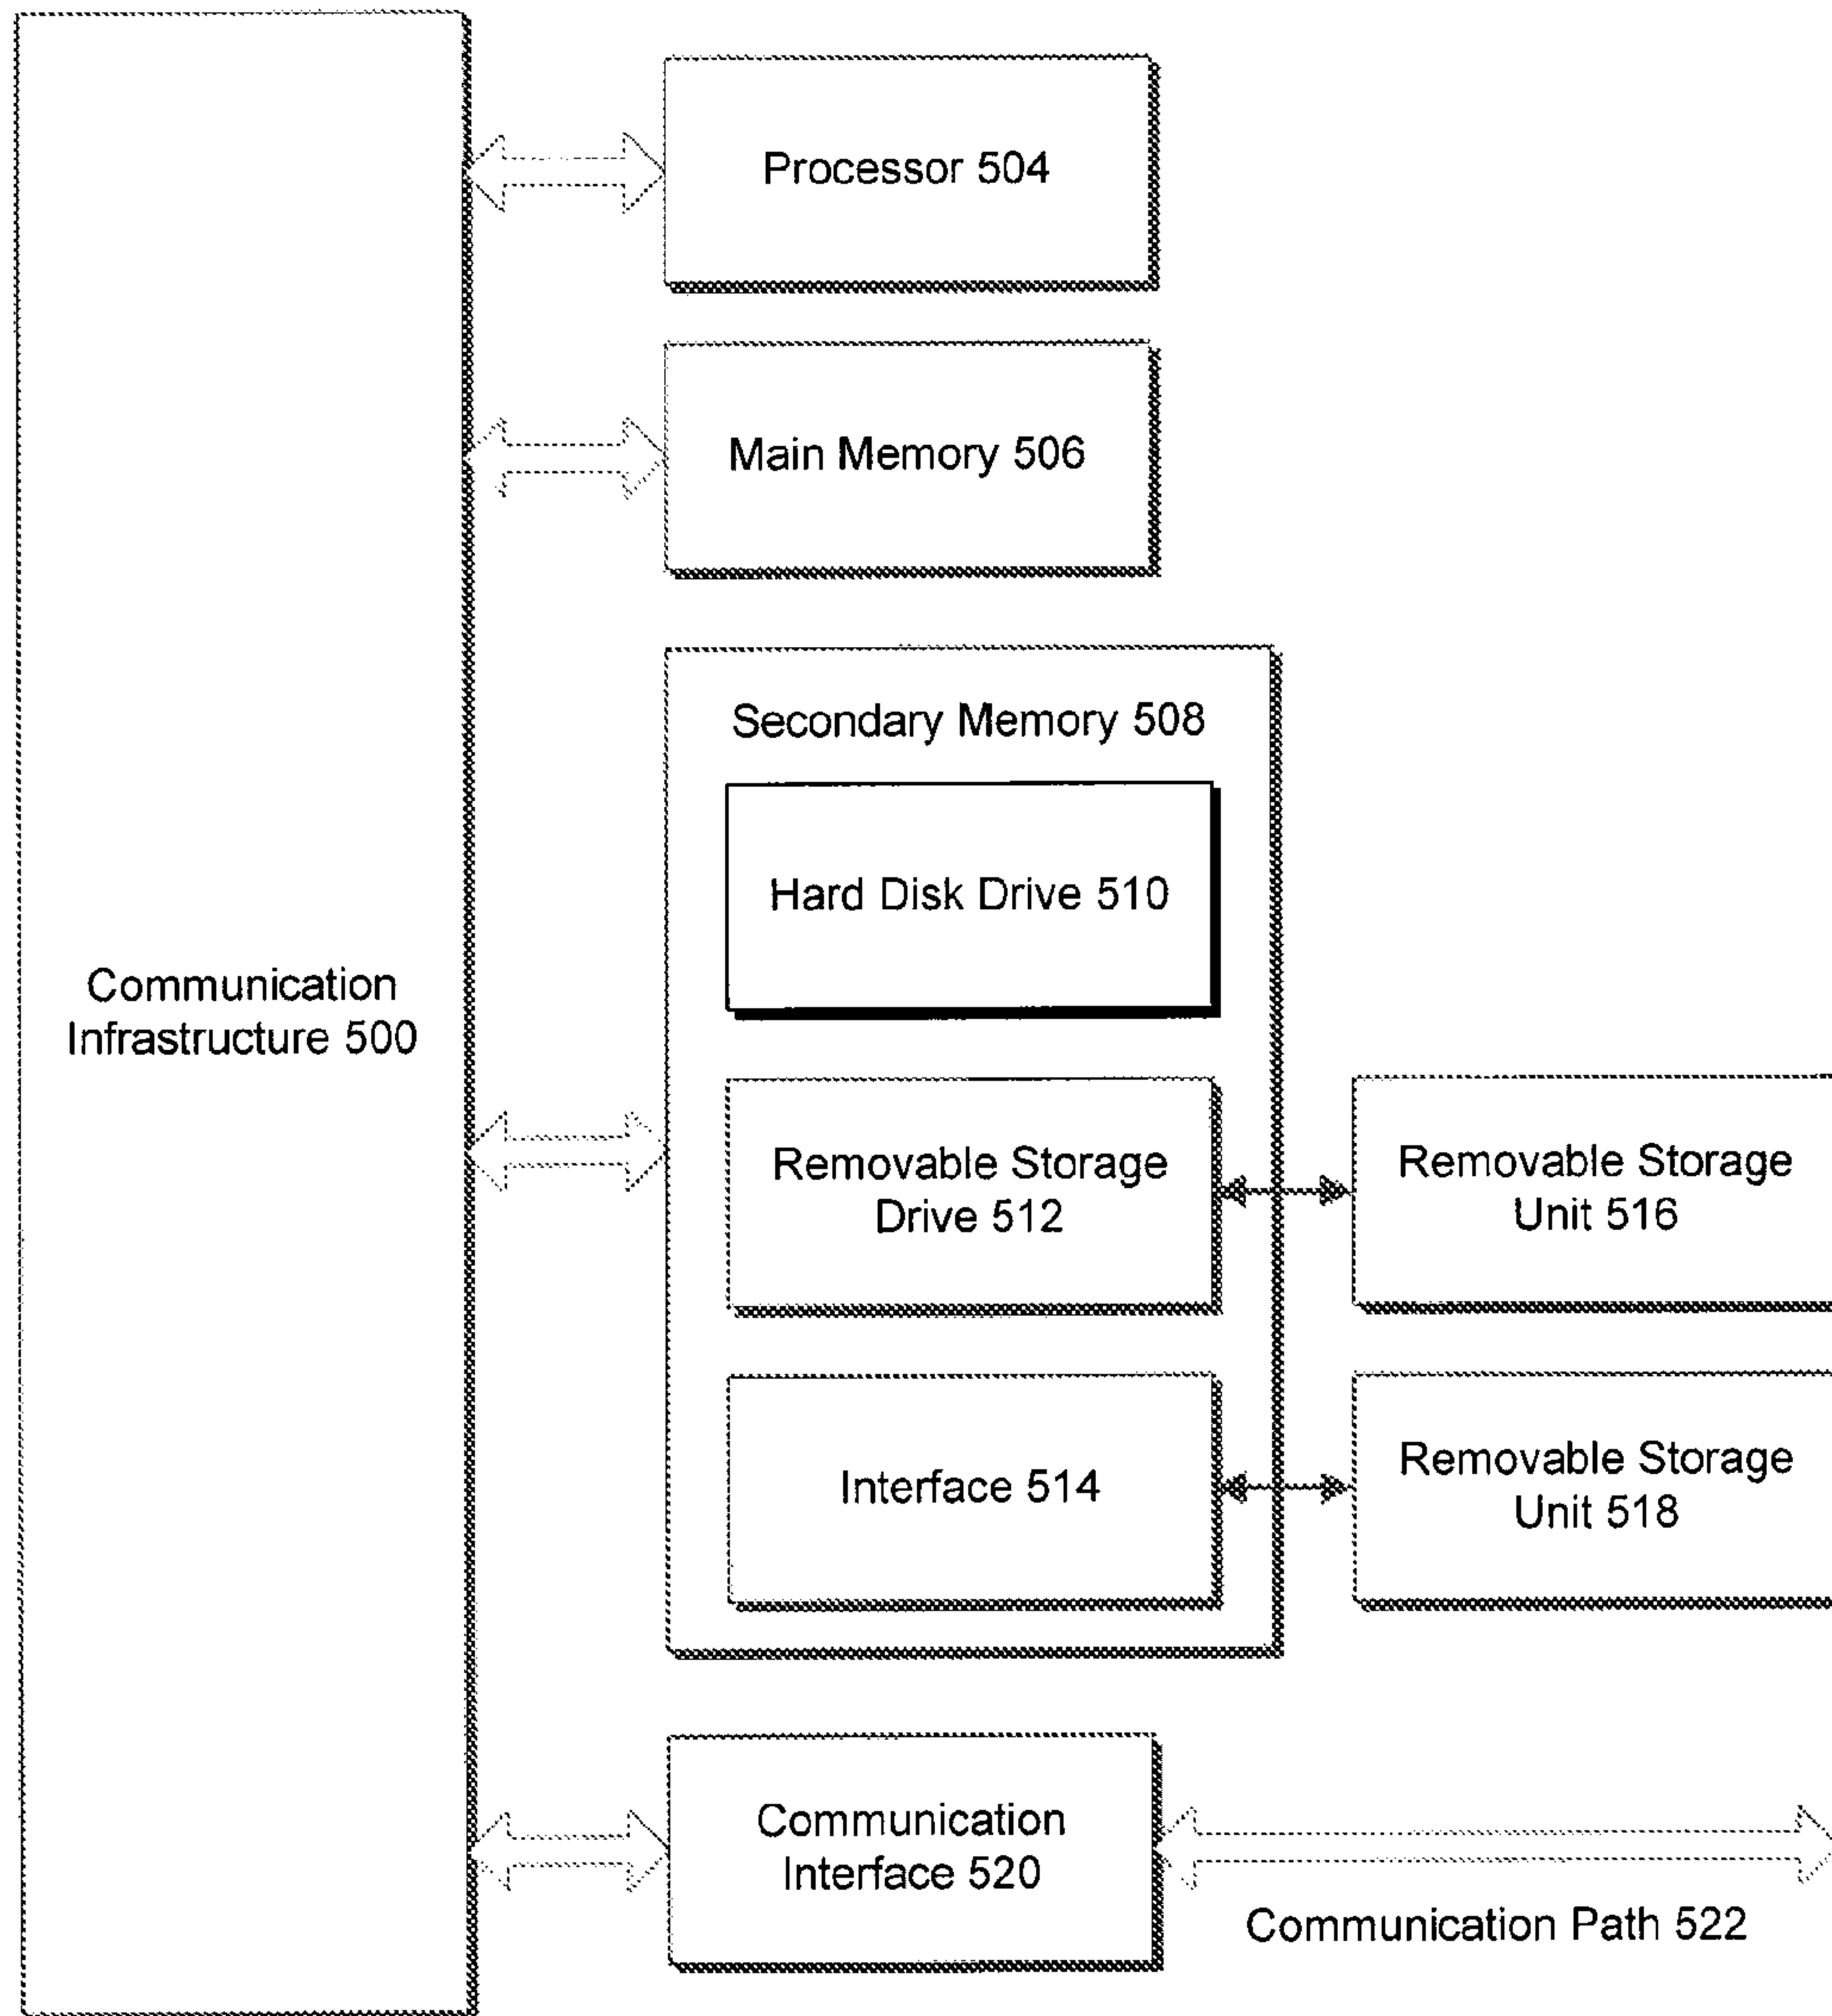 Processor 504
Main Memory 506
Secondary Memory 508
Hard Disk Drive 510
Communication
Infrastructure 500
Removable Storage
Drive 512
Removable Storage
Unit 516
Interface 514
Removable Storage
Unit 518
Communication
Interface 520
Communication Path 522